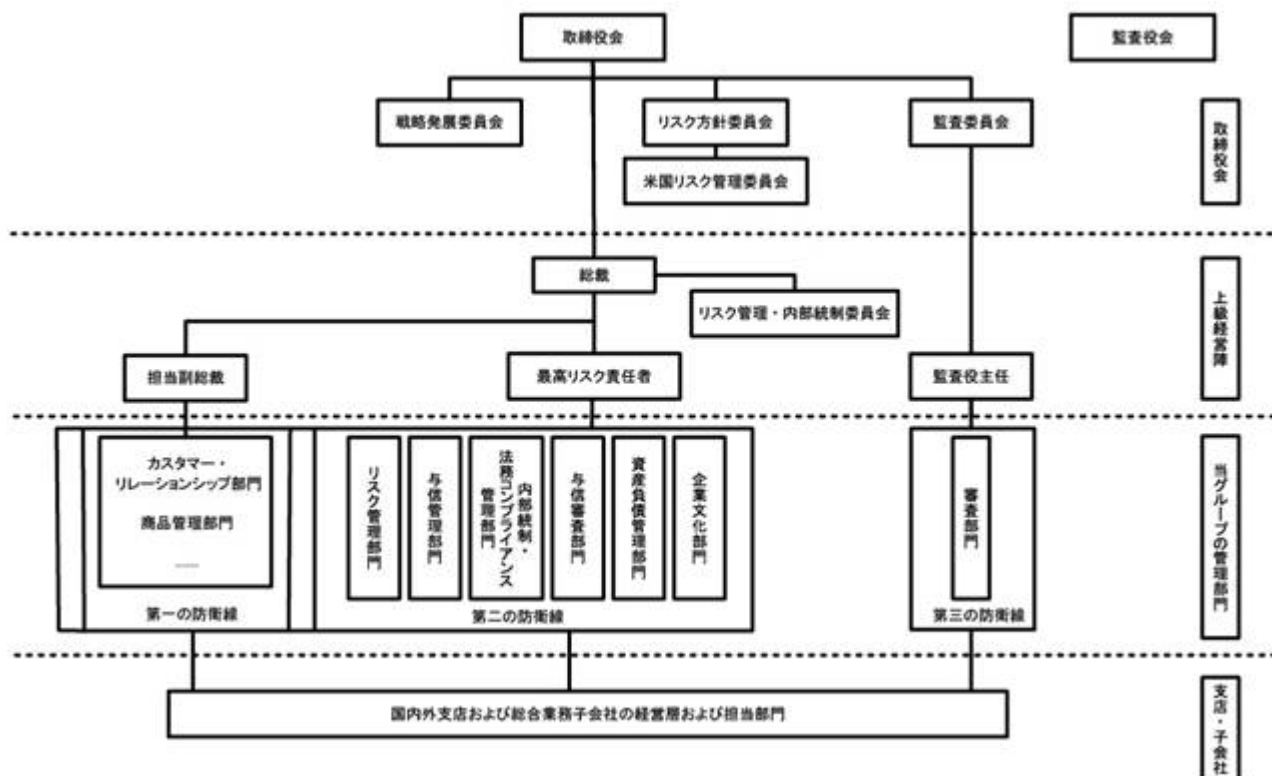 取締役会
監査役会
戦略発展委員会
リスク方針委員会
監査委員会
米国リスク管理委員会
取締役会
総裁
リスク管理・内部統制委員会
担当副総裁
最高リスク責任者
監査役主任
上級経営陣
カスタマー・
リレーションシップ部門
商品管理部門
......
第一の防衛線
リスク管理部門
与信管理部門
内部統制・
法務コンプライアンス
管理部門
与信審査部門
資産負債管理部門
企業文化部門
第二の防衛線
審査部門
第三の防衛線
当グループの管理部門
国内外支店および総合業務子会社の経営層および担当部門
支店・子会社